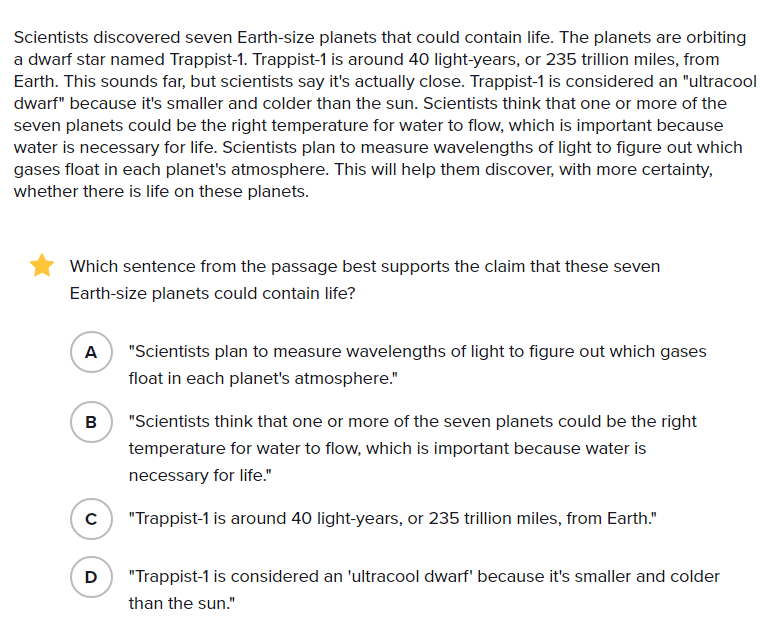 Scientists discovered seven Earth-size planets that could contain life. The planets are orbiting
a dwarf star named Trappist-1. Trappist-1 is around 40 light-years, or 235 trillion miles, from
Earth. This sounds far, but scientists say it's actually close. Trappist-1 is considered an "ultracool
dwarf" because it's smaller and colder than the sun. Scientists think that one or more of the
seven planets could be the right temperature for water to flow, which is important because
water is necessary for life. Scientists plan to measure wavelengths of light to figure out which
gases float in each planet's atmosphere. This will help them discover, with more certainty,
whether there is life on these planets.
Which sentence from the passage best supports the claim that these seven
Earth-size planets could contain life?
A "Scientists plan to measure wavelengths of light to figure out which gases
float in each planet's atmosphere."
B "Scientists think that one or more of the seven planets could be the right
temperature for water to flow, which is important because water is
necessary for life."
C "Trappist-1 is around 40 light-years, or 235 trillion miles, from Earth."
D "Trappist-1 is considered an 'ultracool dwarf' because it's smaller and colder
than the sun."